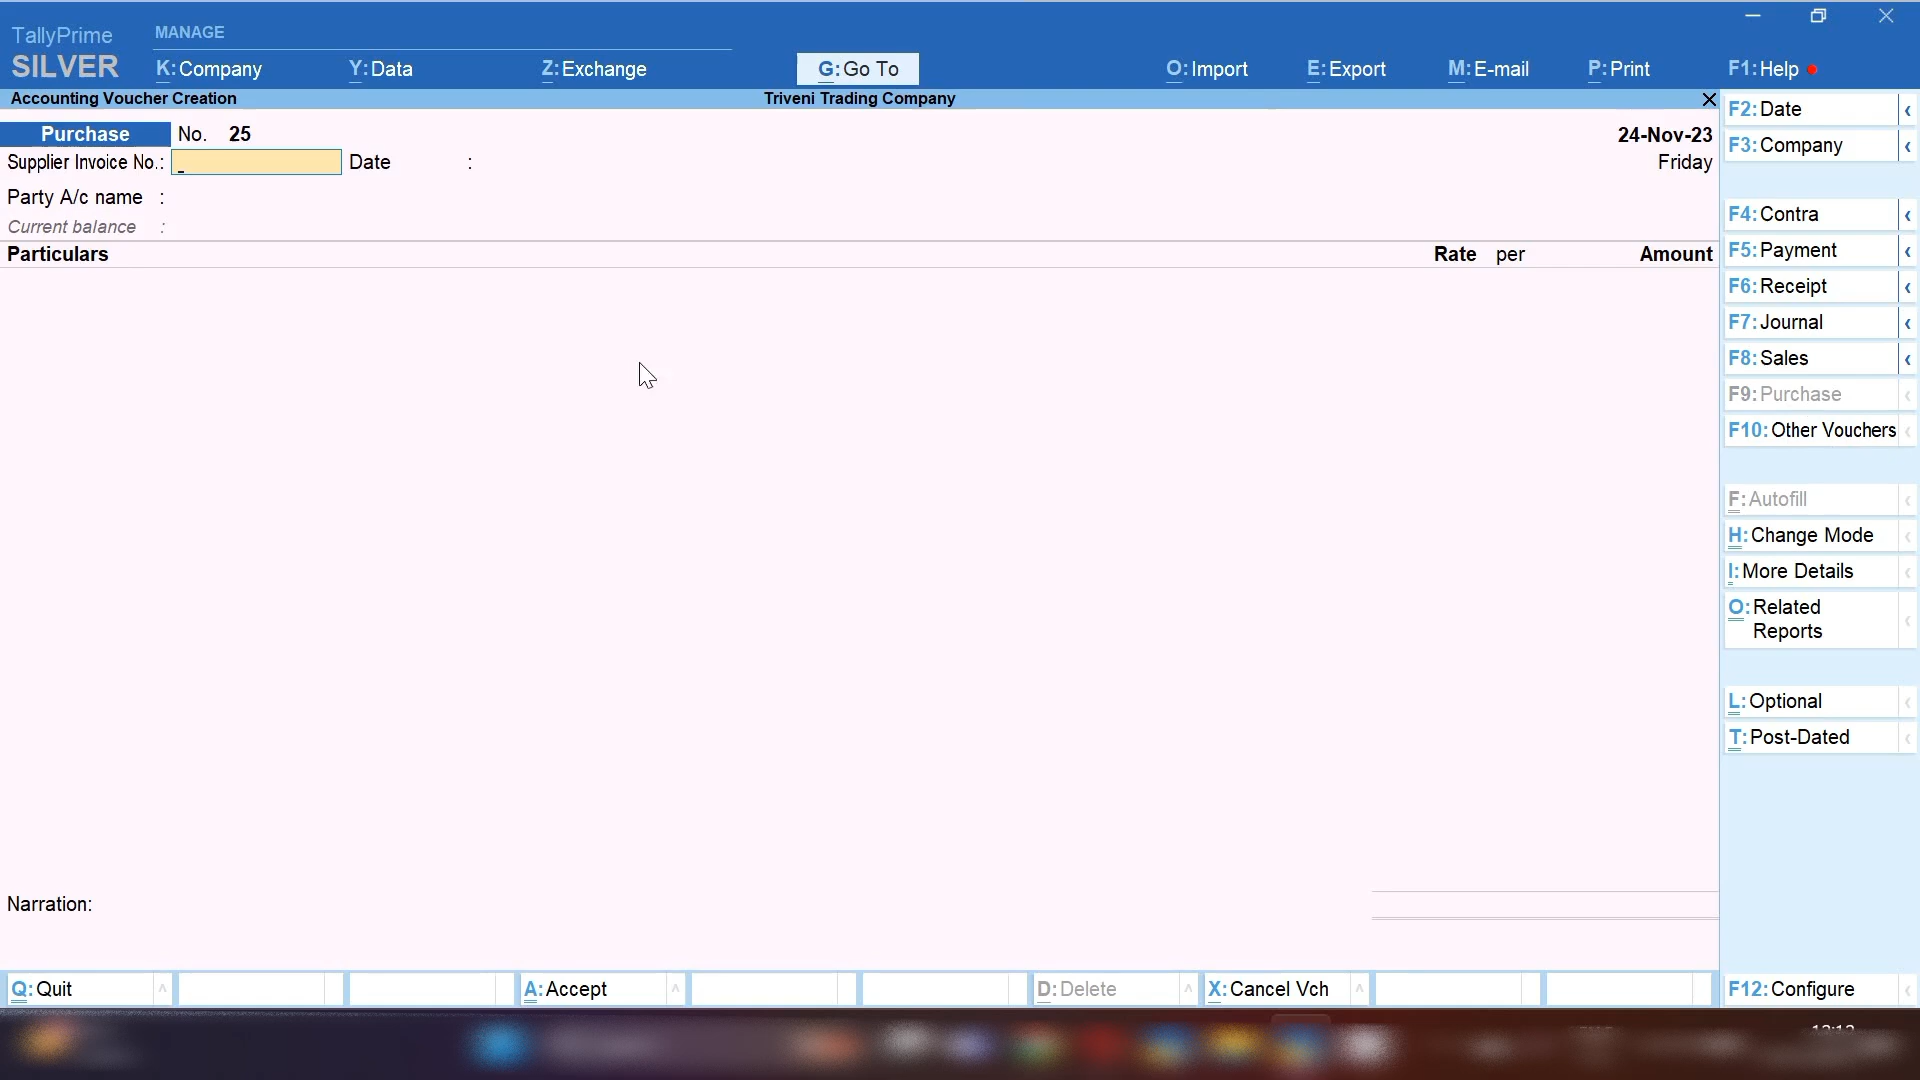 TallyPrime
SILVER
MANAGE
K:Company
Y:Data
Z:Exchange
G:Go To
O:Import
E:Export
M:E-mail
P:Print
F1:Help
Accounting Voucher Creation
Triveni Trading Company
Purchase No. 25
24-Nov-23
Supplier Invoice No.: Date :
Friday
Party A/c name :
Current balance :
Particulars Rate per Amount
Narration:
F2:Date
F3:Company
F4:Contra
F5:Payment
F6:Receipt
F7:Journal
F8:Sales
F9:Purchase
F10:Other Vouchers
F:Autofill
H:Change Mode
I:More Details
O:Related
Reports
L:Optional
T:Post-Dated
Q:Quit
A:Accept
D:Delete
X:Cancel Vch
F12:Configure